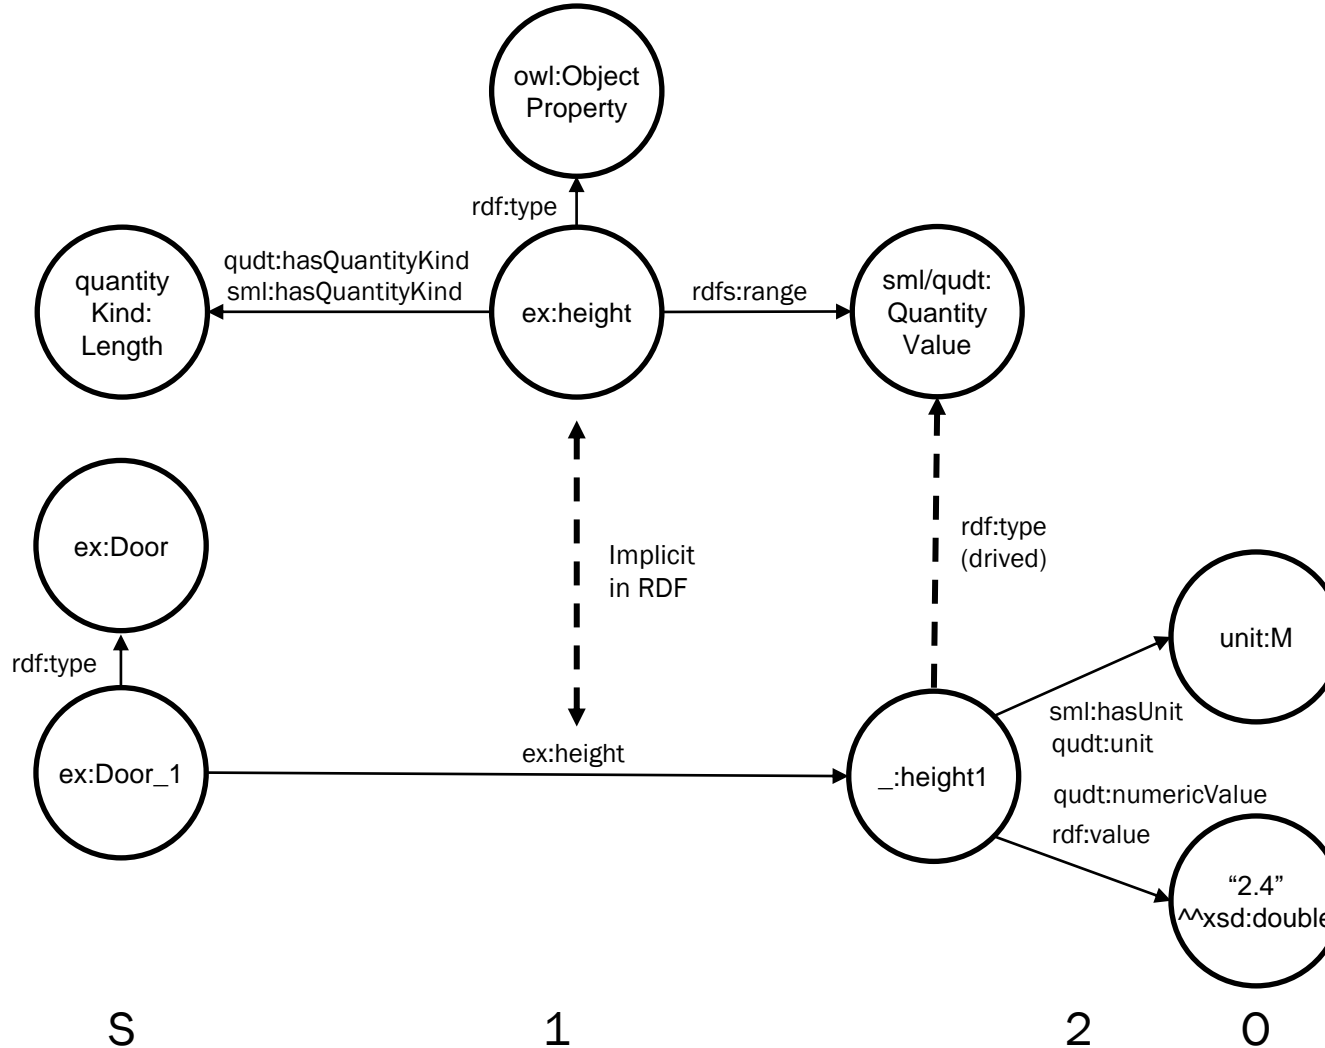 owl:Object
Property
rdf:type
quantity
Kind:
Length
qudt:hasQuantityKind
sml:hasQuantityKind
ex:height
rdfs:range
sml/qudt:
Quantity
Value
ex:Door
Implicit
in RDF
rdf:type
(drived)
unit:M
rdf:type
sml:hasUnit
qudt:unit
ex:Door_1
ex:height
_:height1
qudt:numericValue
rdf:value
“2.4”
^^xsd:double
S 1 2 O